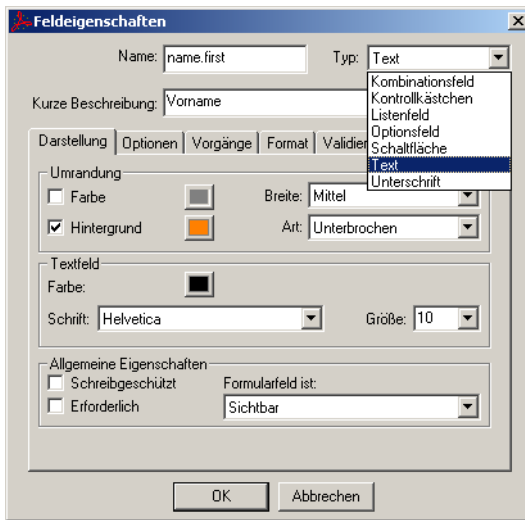 Feldeigenschaften
Name: name.first Typ: Text
Kombinationsfeld
Kontrollkästchen
Listenfeld
Optionsfeld
Schaltfläche
Text
Unterschrift
Kurze Beschreibung: Vorname
Darstellung Optionen Vorgänge Format Validier
Umrandung
Farbe Breite: Mittel
Hintergrund Art: Unterbrochen
Textfeld
Farbe:
Schrift: Helvetica Größe: 10
Allgemeine Eigenschaften
Schreibgeschützt Formularfeld ist:
Erforderlich Sichtbar
OK Abbrechen